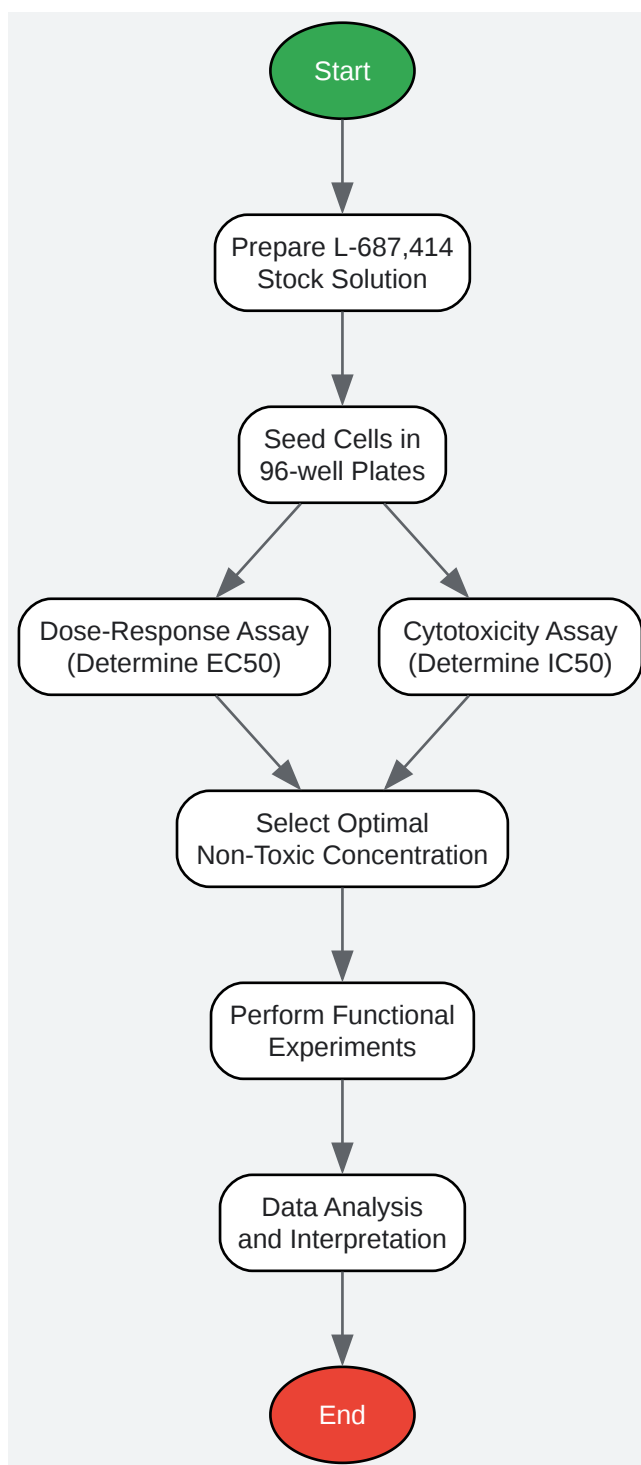 Start
Prepare L-687,414
Stock Solution
Seed Cells in
96-well Plates
Dose-Response Assay
(Determine EC50)
Cytotoxicity Assay
(Determine IC50)
Select Optimal
Non-Toxic Concentration
Perform Functional
Experiments
Data Analysis
and Interpretation
End